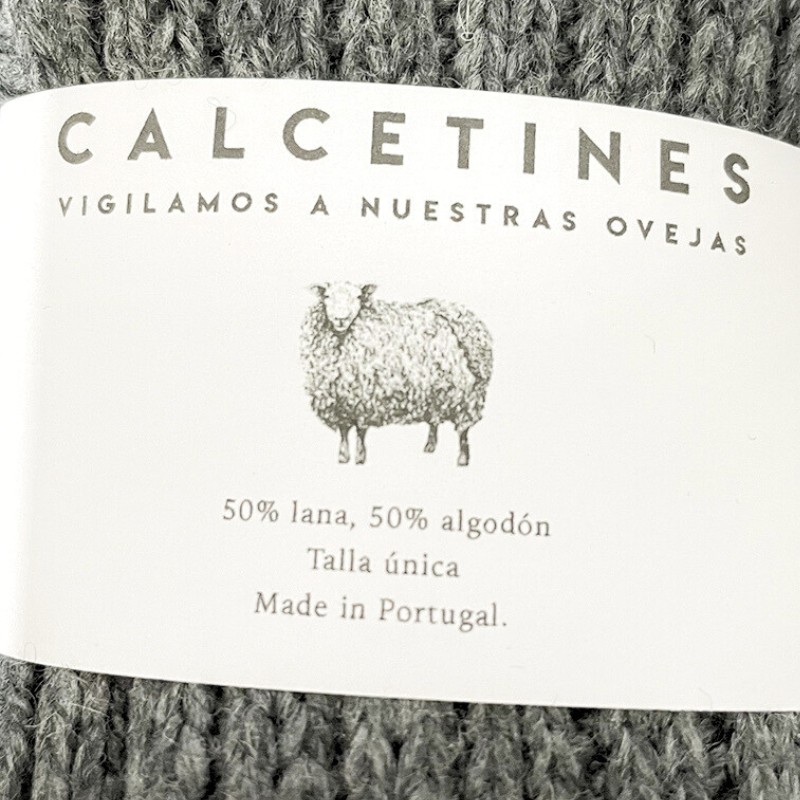 CALCETINES
VIGILAMOS A NUESTRAS OVEJAS
50% lana, 50% algodón
Talla única
Made in Portugal.